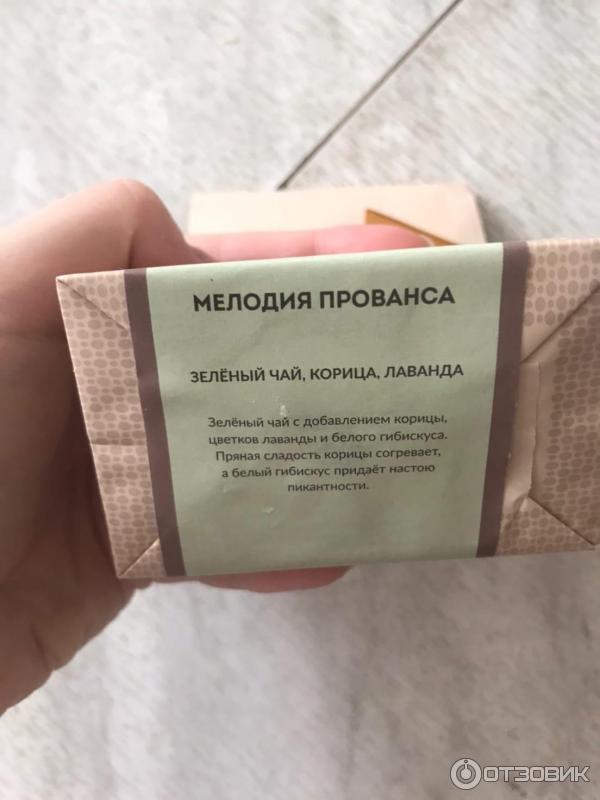 МЕЛОДИЯ ПРОВАНСА
ЗЕЛЁНЫЙ ЧАЙ, КОРИЦА, ЛАВАНДА
Зелёный чай с добавлением корицы,
цветков лаванды и белого гибискуса.
Пряная сладость корицы согревает,
а белый гибискус придаёт настою
пикантности.
ОТЗОВИК